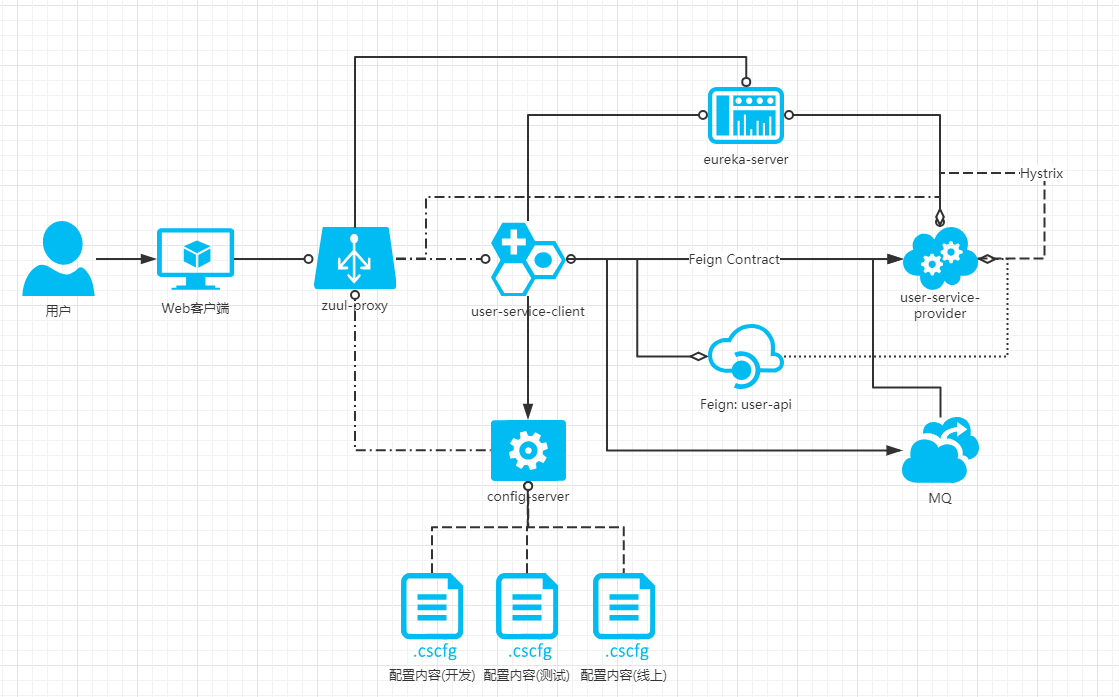 eureka-server
Hystrix
Feign Contract
用户
Web客户端
zuul-proxy
user-service-client
user-service-
provider
Feign: user-api
config-server
MQ
.cscfg
.cscfg
.cscfg
配置内容(开发)
配置内容(测试)
配置内容(线上)